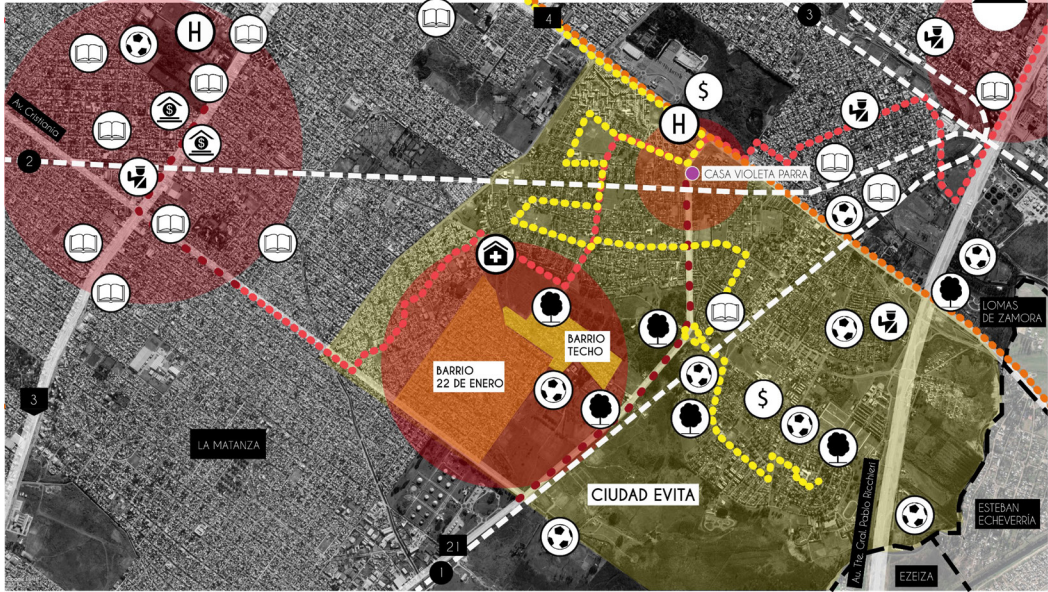 4
3
H
$
Av. Cristianía
$
H
$
2
CASA VIOLETA PARRA
LOMAS
DE ZAMORA
BARRIO
TECHO
BARRIO
22 DE ENERO
3
$
LA MATANZA
CIUDAD EVITA
Av. Tte. Gral. Pablo Ricchieri
ESTEBAN
ECHEVERRÍA
21
1
EZEIZA